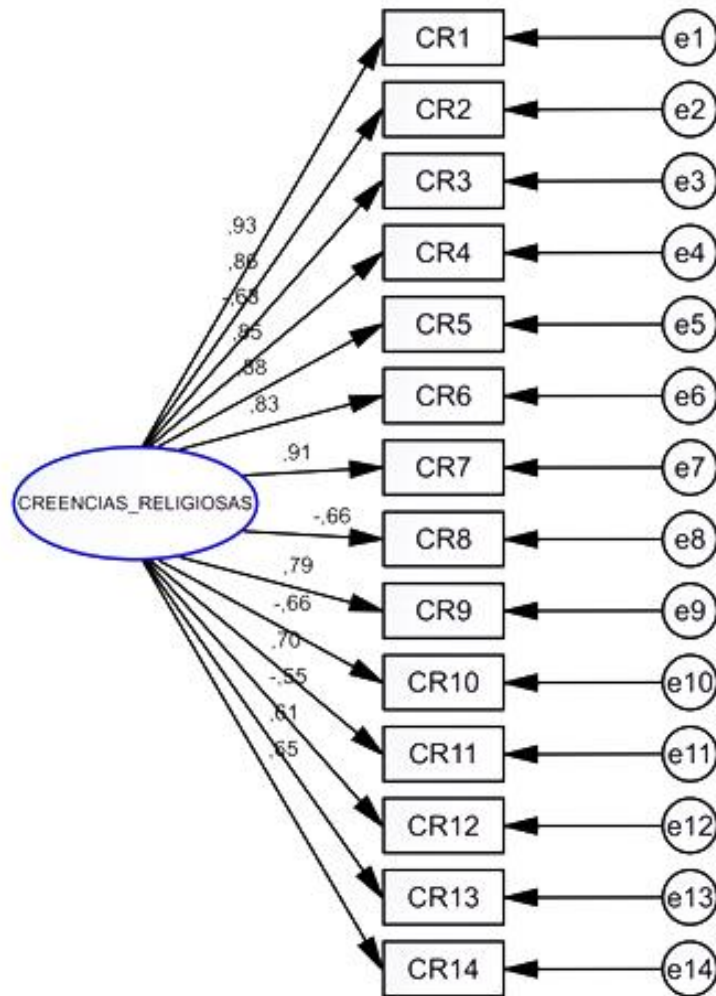 CR1 e1
CR2 e2
CR3 e3
CR4 e4
CR5 e5
CR6 e6
CR7 e7
CR8 e8
CR9 e9
CR10 e10
CR11 e11
CR12 e12
CR13 e13
CR14 e14
CREENCIAS_RELIGIOSAS
,93
,86
-,68
,85
,88
,83
,91
-,66
,79
-,66
,70
-,55
,61
,65